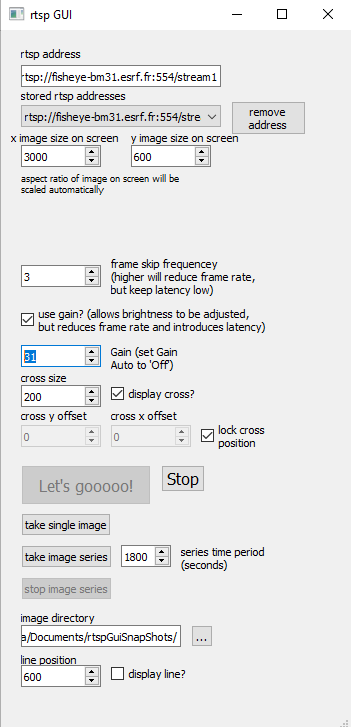 rtsp GUI
rtsp address
rtsp://fisheye-bm31.esrf.fr:554/stream1
stored rtsp addresses
rtsp://fisheye-bm31.esrf.fr:554/stre
remove
address
x image size on screen
y image size on screen
3000
600
aspect ratio of image on screen will be
scaled automatically
3
frame skip frequencey
(higher will reduce frame rate,
but keep latency low)
use gain? (allows brightness to be adjusted,
but reduces frame rate and introduces latency)
31
Gain (set Gain
Auto to 'Off')
cross size
200
display cross?
cross y offset
cross x offset
0
0
lock cross
position
Let's gooooo!
Stop
take single image
take image series
1800
series time period
(seconds)
stop image series
image directory
a/Documents/rtspGuiSnapShots/
...
line position
600
display line?